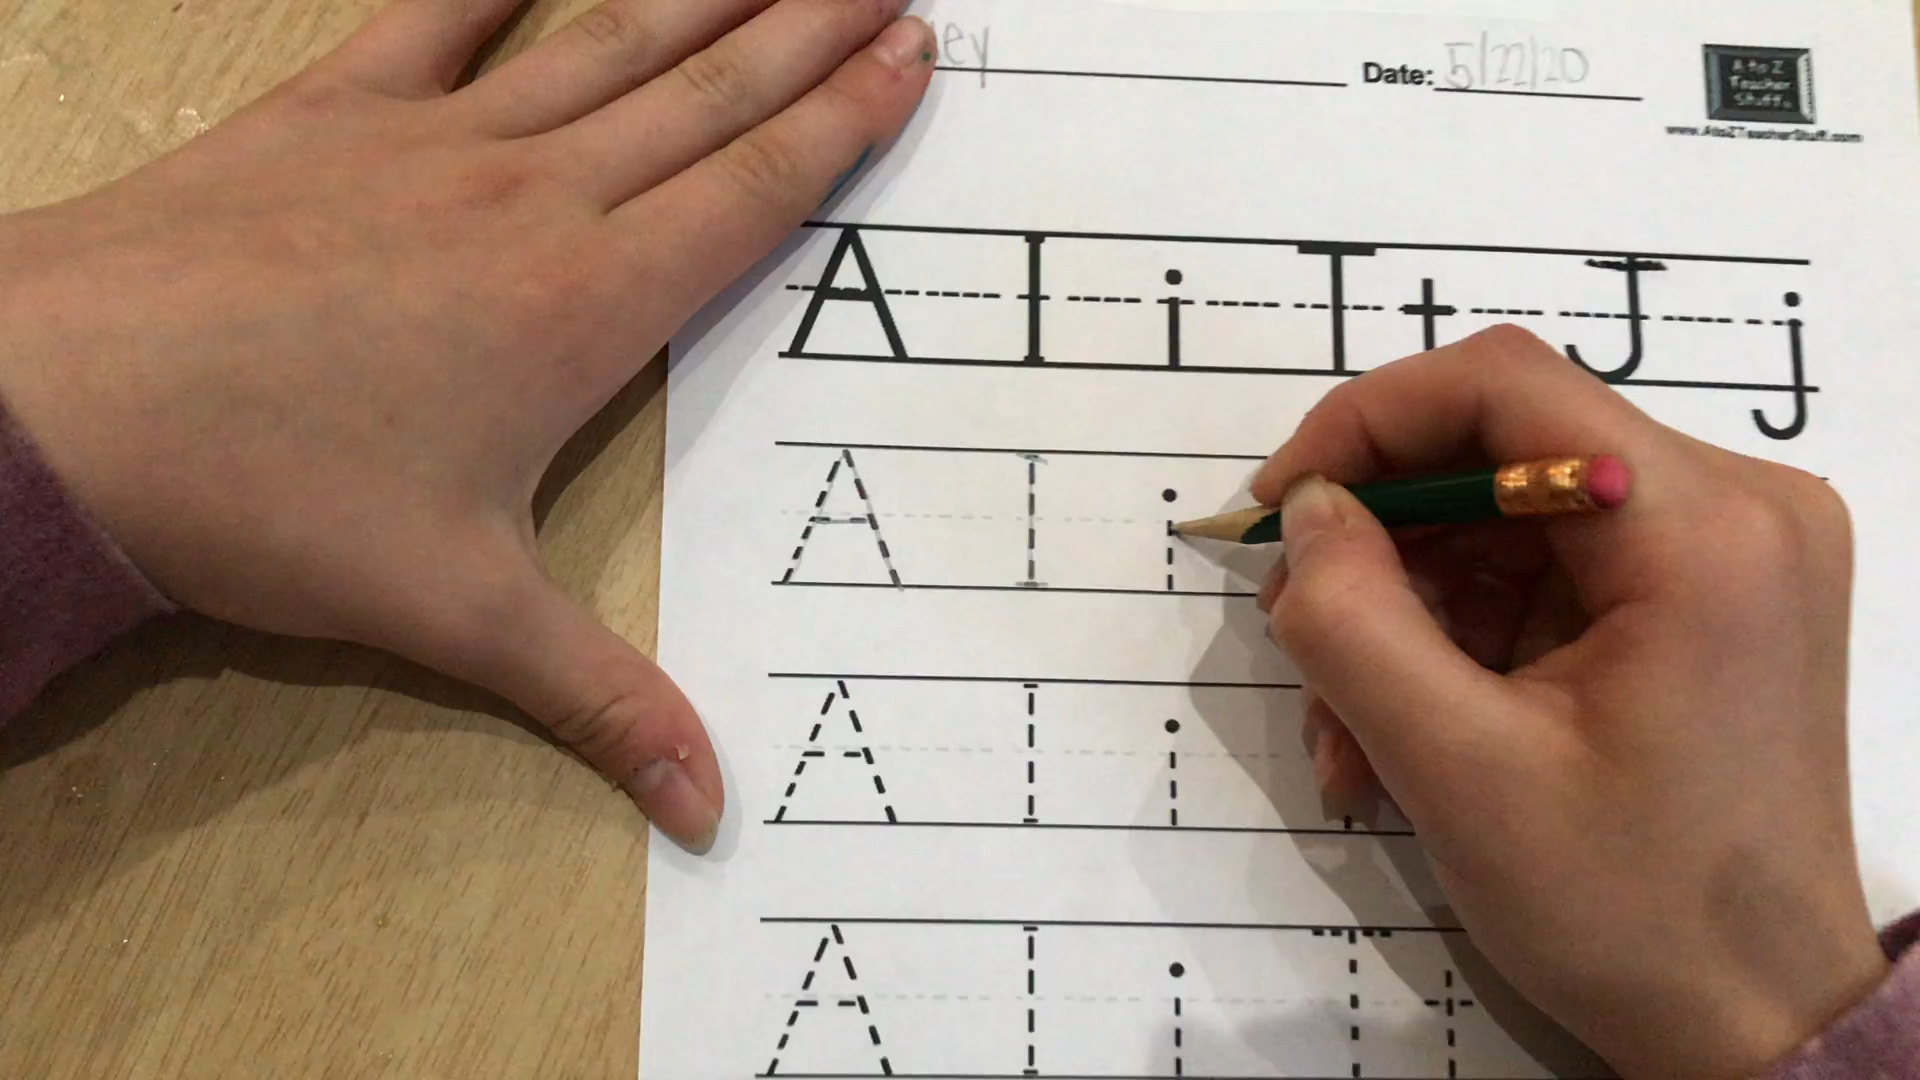 ey Date: 5/22/20
A to Z
Teacher
Stuff.
www.AtoZTeacherStuff.com
A I i T t J j
A I i
A I i
A I i T t